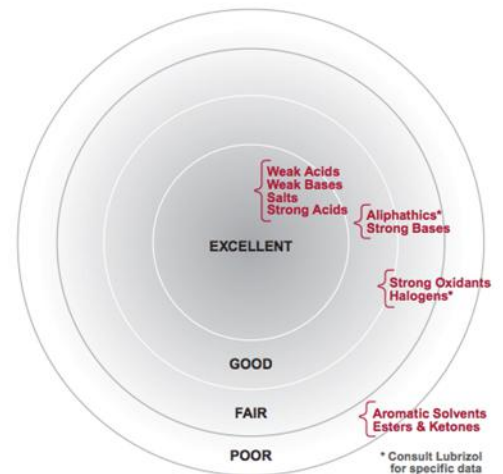 Weak Acids
Weak Bases
Salts
Strong Acids
Aliphathics*
Strong Bases
EXCELLENT
Strong Oxidants
Halogens*
GOOD
FAIR
Aromatic Solvents
Esters & Ketones
POOR
* Consult Lubrizol
for specific data